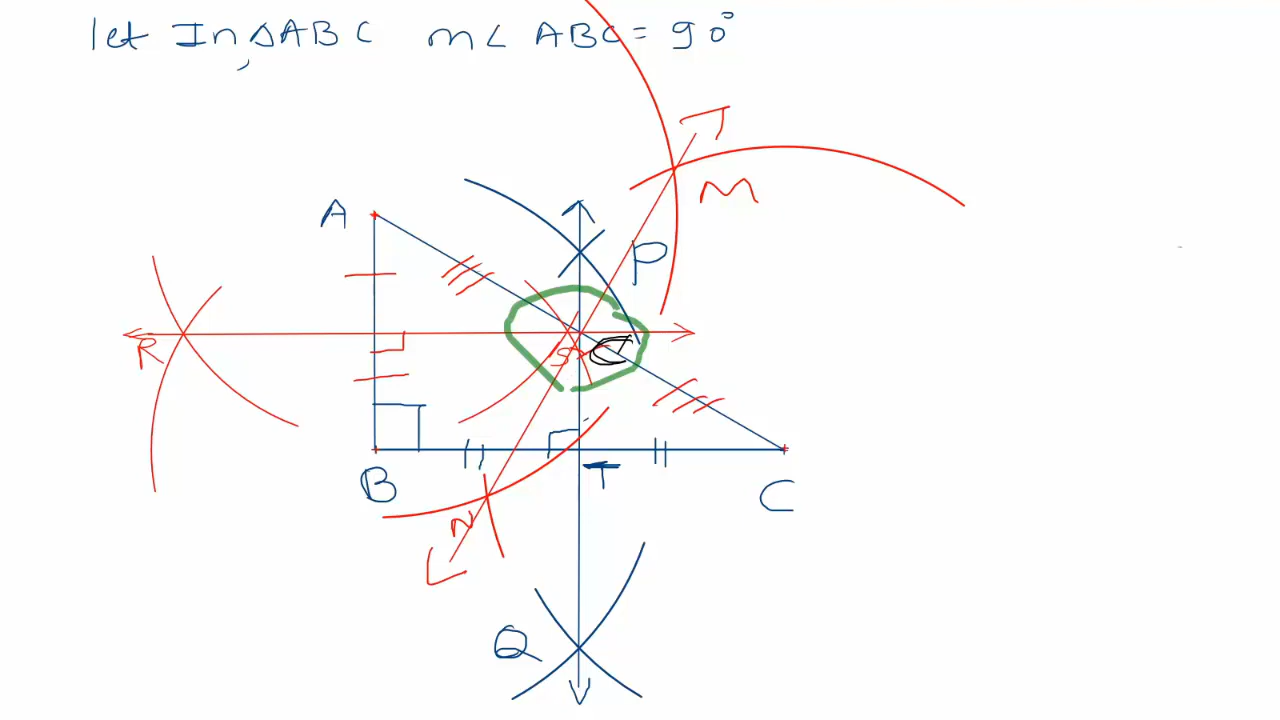 let In, △ABC m∠ ABC = 90°
M
A
P
R
S
B
T
C
N
Q